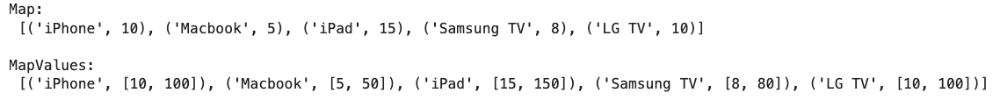 Map:
[('iPhone', 10), ('Macbook', 5), ('iPad', 15), ('Samsung TV', 8), ('LG TV', 10)]
MapValues:
[('iPhone', [10, 100]), ('Macbook', [5, 50]), ('iPad', [15, 150]), ('Samsung TV', [8, 80]), ('LG TV', [10, 100])]